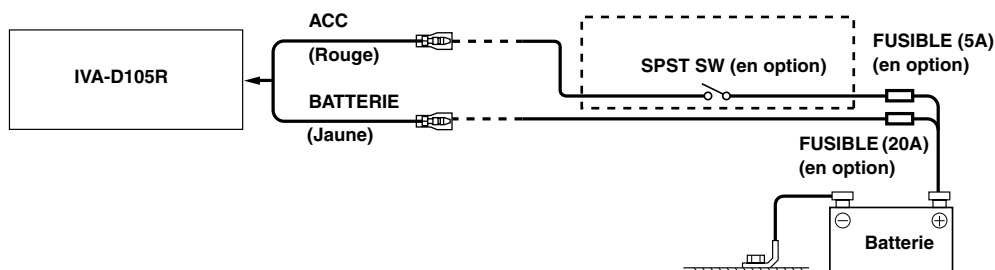 ACC
(Rouge)
IVA-D105R
BATTERIE
(Jaune)
SPST SW (en option)
FUSIBLE (5A)
(en option)
FUSIBLE (20A)
(en option)
Batterie